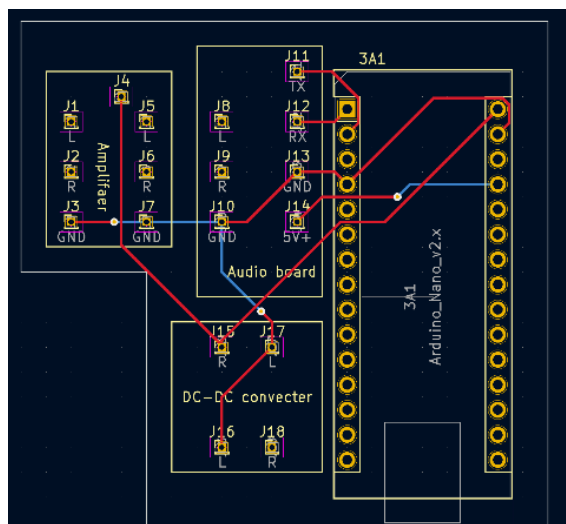 3A1
J11
TX
J4
J1
L
J5
L
J8
L
J12
RX
Amplifaer
J2
R
J6
R
J9
R
J13
GND
J3
GND
J7
GND
J10
GND
J14
5V+
Audio board
3A1
Arduino_Nano_v2.x
J15
R
J17
L
DC-DC convecter
J16
L
J18
R